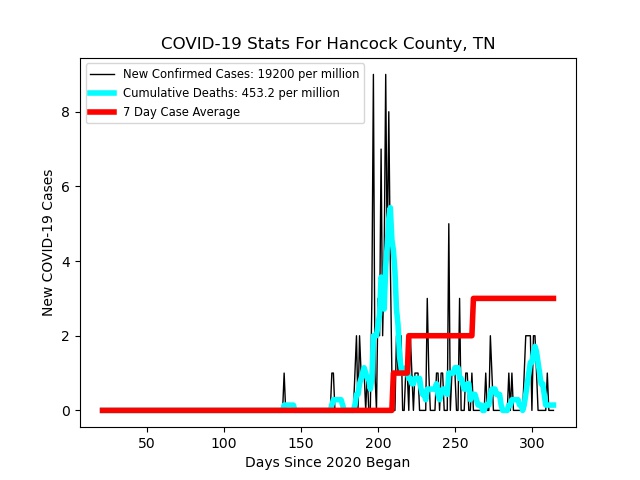 COVID-19 Stats For Hancock County, TN
New Confirmed Cases: 19200 per million
Cumulative Deaths: 453.2 per million
7 Day Case Average
New COVID-19 Cases
8
6
4
2
0
50 100 150 200 250 300
Days Since 2020 Began